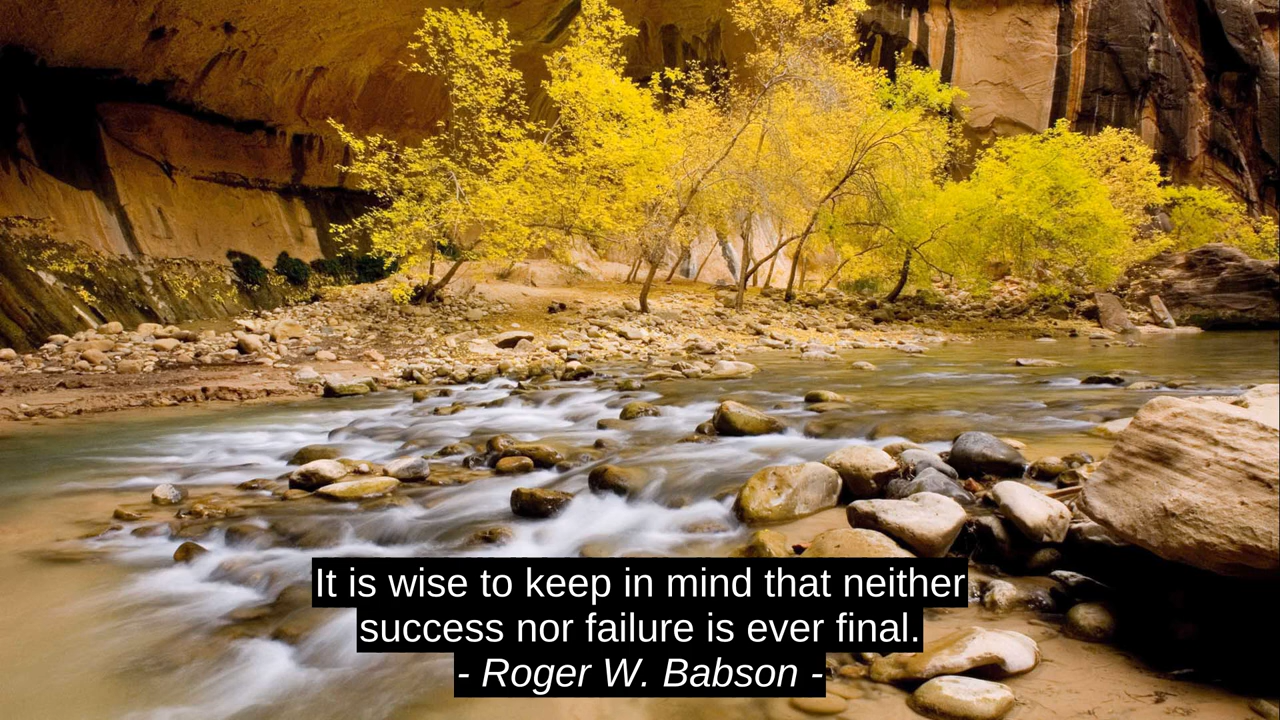 It is wise to keep in mind that neither
success nor failure is ever final.
- Roger W. Babson -